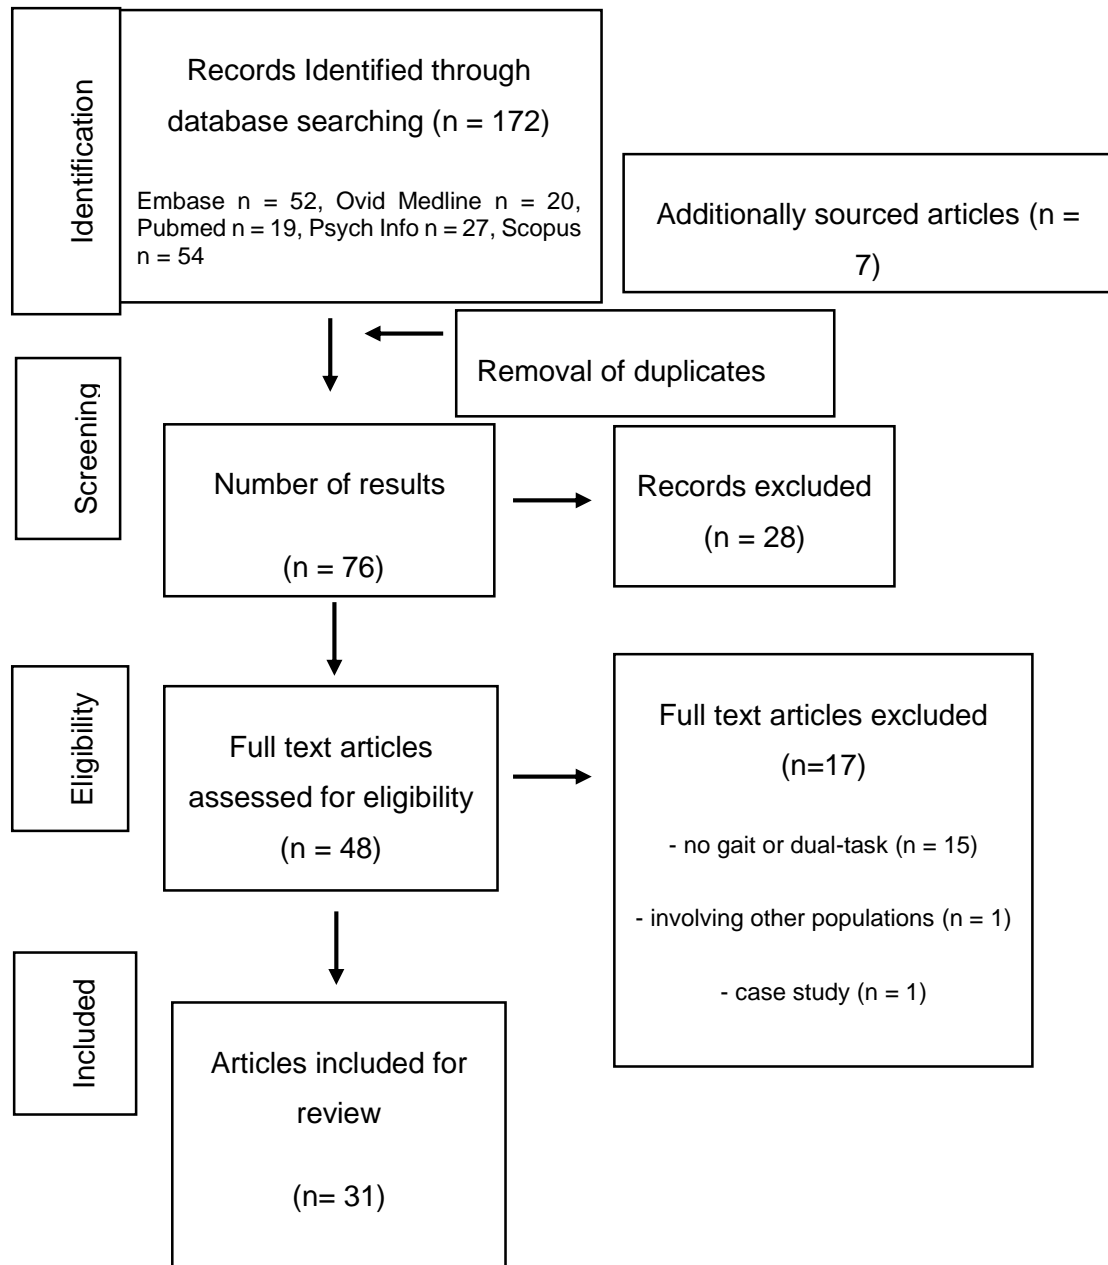 Identification
Records Identified through
database searching (n = 172)
Embase n = 52, Ovid Medline n = 20,
Pubmed n = 19, Psych Info n = 27, Scopus
n = 54
Additionally sourced articles (n =
7)
Removal of duplicates
Screening
Number of results
(n = 76)
Records excluded
(n = 28)
Eligibility
Full text articles
assessed for eligibility
(n = 48)
Full text articles excluded
(n=17)
- no gait or dual-task (n = 15)
- involving other populations (n = 1)
- case study (n = 1)
Included
Articles included for
review
(n= 31)